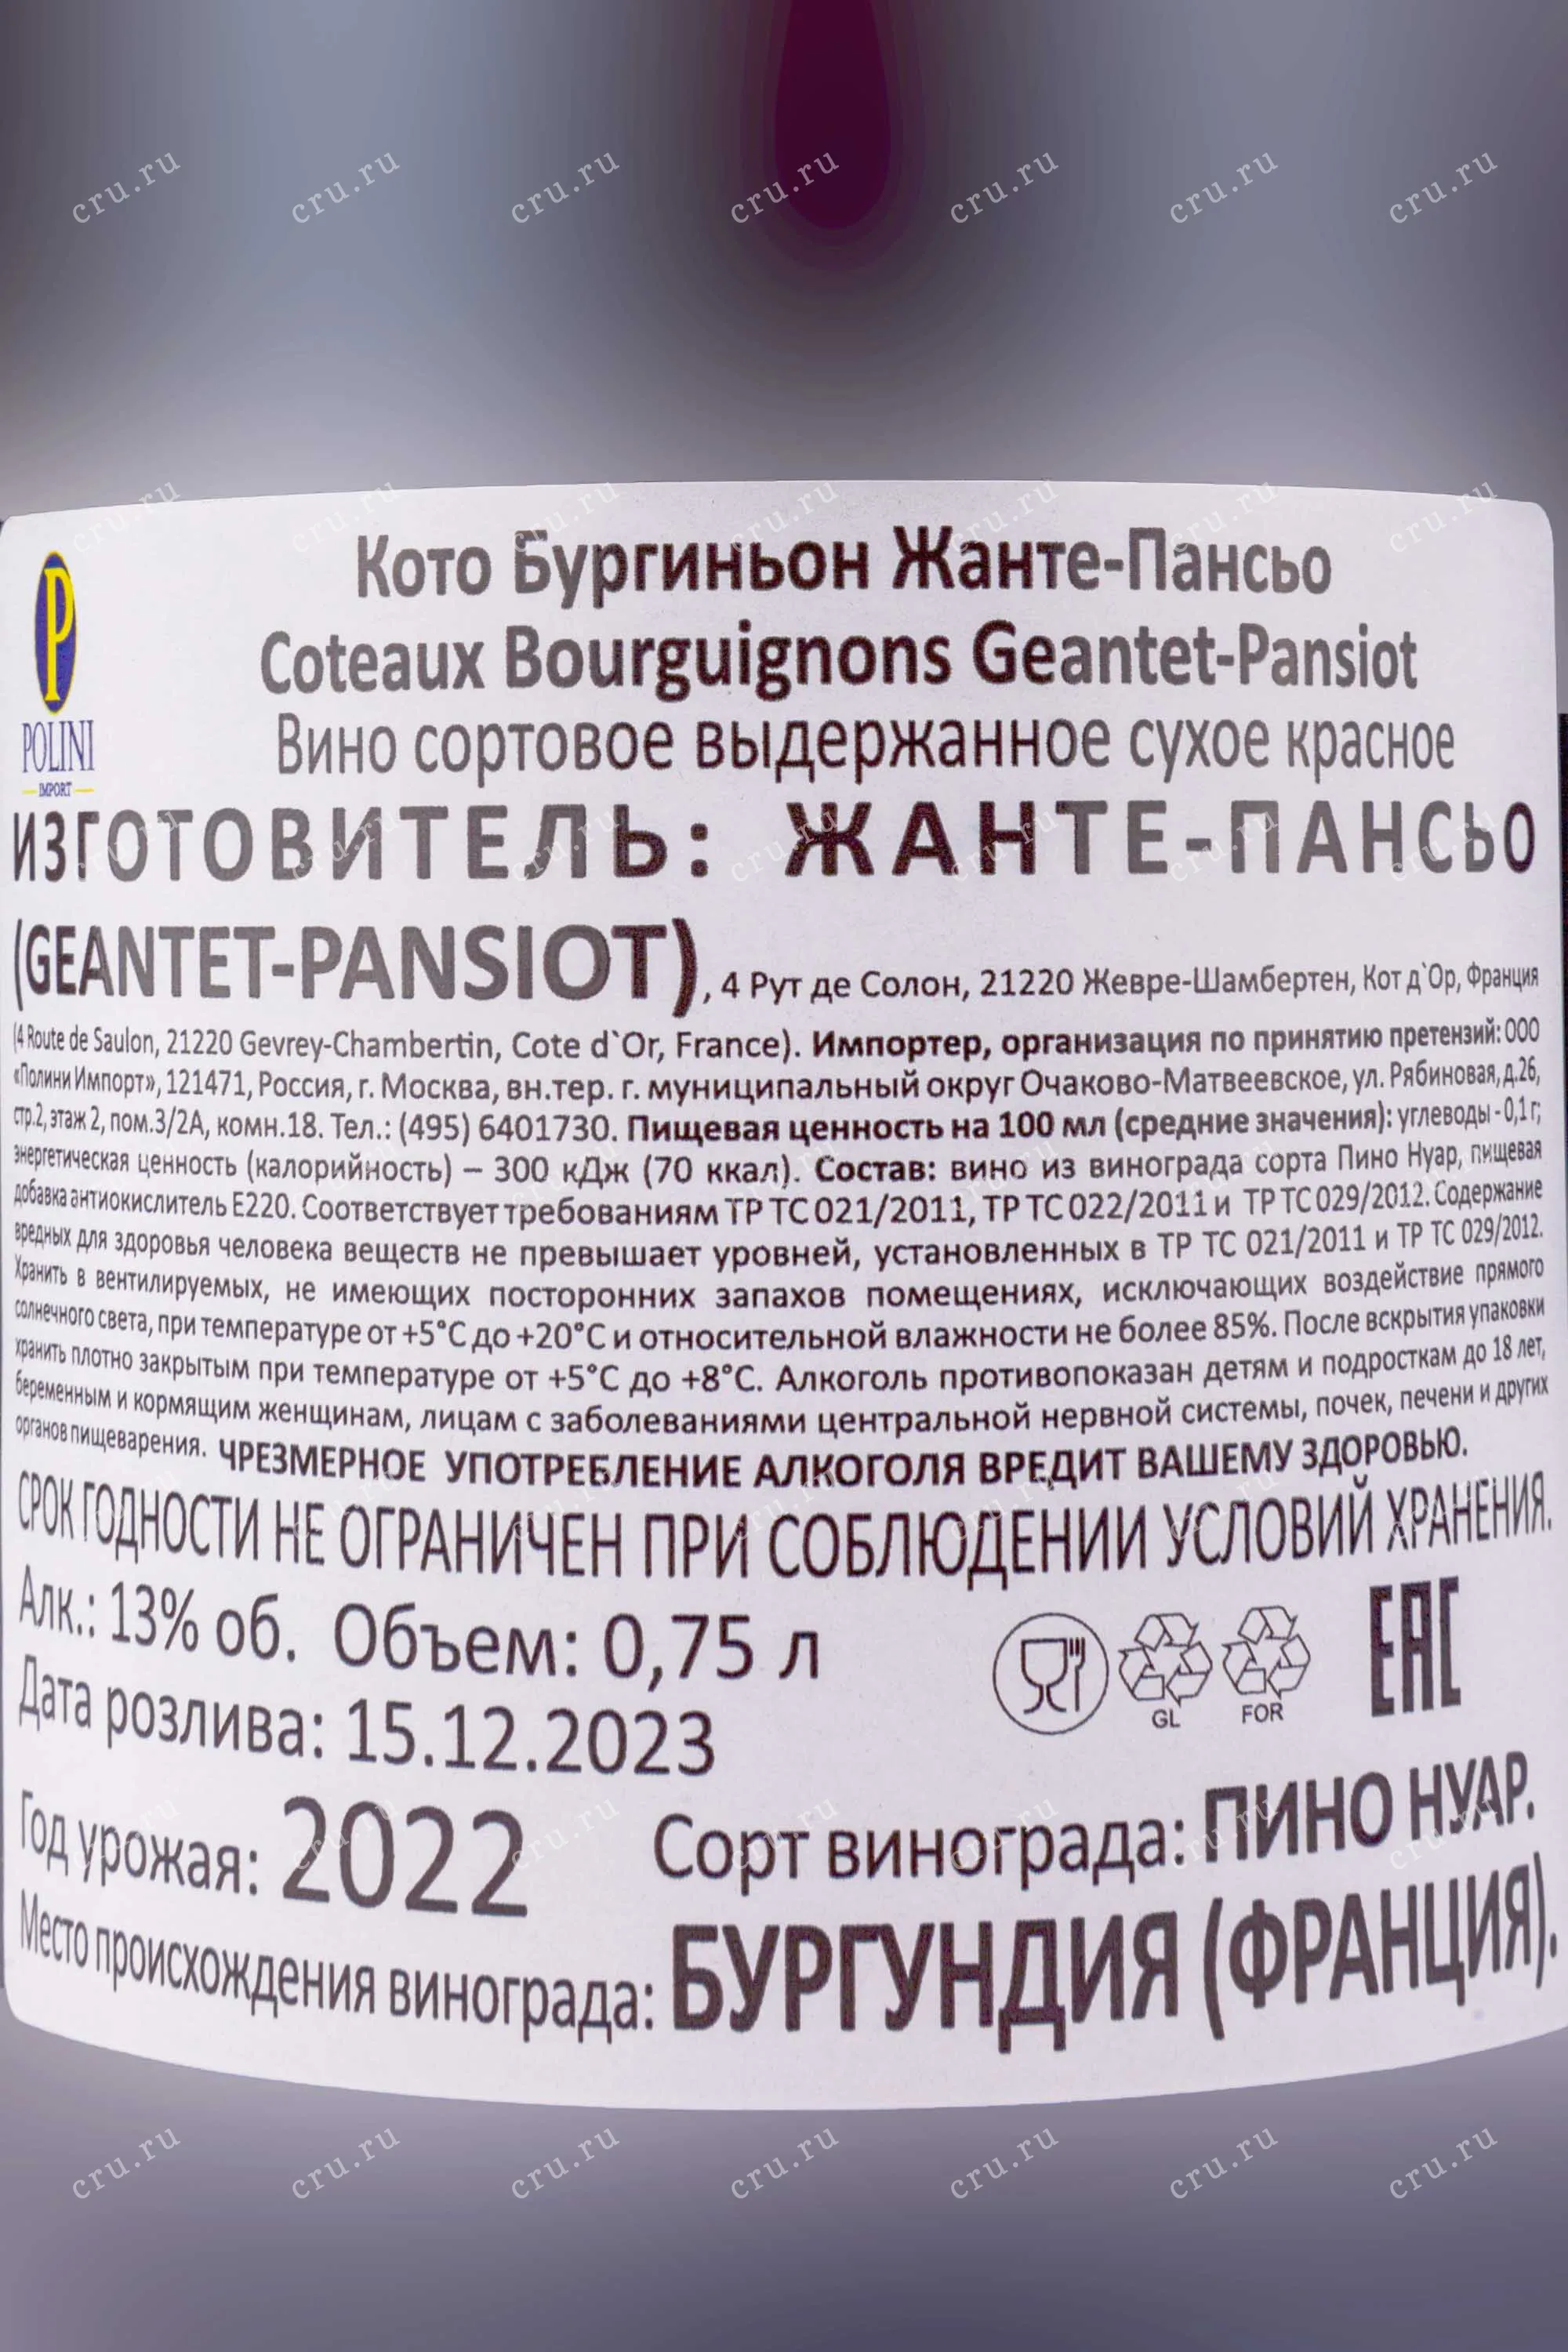 Кото Бургиньон Жанте-Пансьо
Coteaux Bourguignons Geantet-Pansiot
Вино сортовое выдержанное сухое красное
P
POLINI
IMPORT
ИЗГОТОВИТЕЛЬ: ЖАНТЕ-ПАНСЬО
(GEANTET-PANSIOT), 4 Рут де Солон, 21220 Жевре-Шамбертен, Кот д`Ор, Франция
(4 Route de Saulon, 21220 Gevrey-Chambertin, Cote d`Or, France). Импортер, организация по принятию претензий: ООО
«Полини Импорт», 121471, Россия, г. Москва, вн.тер. г. муниципальный округ Очаково-Матвеевское, ул. Рябиновая, д.26,
стр.2, этаж 2, пом.3/2А, комн.18. Тел.: (495) 6401730. Пищевая ценность на 100 мл (средние значения): углеводы - 0,1 г;
энергетическая ценность (калорийность) – 300 кДж (70 ккал). Состав: вино из винограда сорта Пино Нуар, пищевая
добавка антиокислитель Е220. Соответствует требованиям ТР ТС 021/2011, ТР ТС 022/2011 и ТР ТС 029/2012. Содержание
вредных для здоровья человека веществ не превышает уровней, установленных в ТР ТС 021/2011 и ТР ТС 029/2012.
Хранить в вентилируемых, не имеющих посторонних запахов помещениях, исключающих воздействие прямого
солнечного света, при температуре от +5°С до +20°С и относительной влажности не более 85%. После вскрытия упаковки
хранить плотно закрытым при температуре от +5°С до +8°С. Алкоголь противопоказан детям и подросткам до 18 лет,
беременным и кормящим женщинам, лицам с заболеваниями центральной нервной системы, почек, печени и других
органов пищеварения. ЧРЕЗМЕРНОЕ УПОТРЕБЛЕНИЕ АЛКОГОЛЯ ВРЕДИТ ВАШЕМУ ЗДОРОВЬЮ.
СРОК ГОДНОСТИ НЕ ОГРАНИЧЕН ПРИ СОБЛЮДЕНИИ УСЛОВИЙ ХРАНЕНИЯ.
Алк.: 13% об. Объем: 0,75 л
GL FOR EAC
Дата розлива: 15.12.2023
Год урожая: 2022 Сорт винограда: ПИНО НУАР.
Место происхождения винограда: БУРГУНДИЯ (ФРАНЦИЯ).
cru.ru